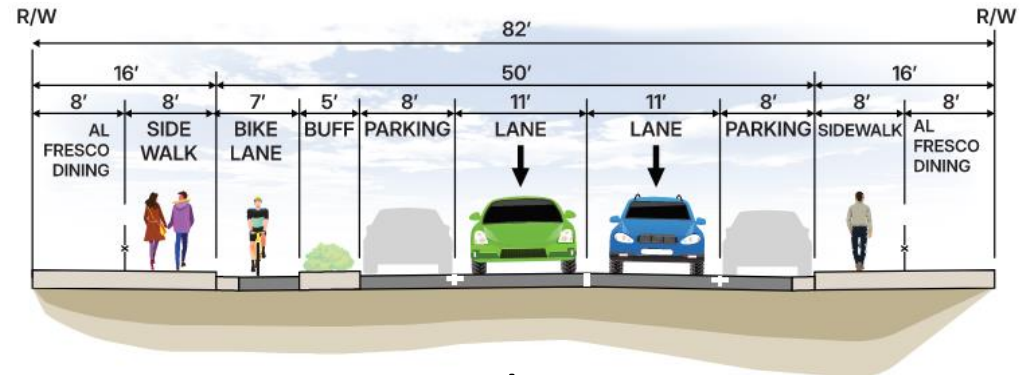 R/W R/W
82'
16' 50' 16'
8' 8' 7' 5' 8' 11' 11' 8' 8' 8'
AL FRESCO DINING
SIDE WALK
BIKE LANE
BUFF
PARKING
LANE
LANE
PARKING
SIDEWALK
AL FRESCO DINING